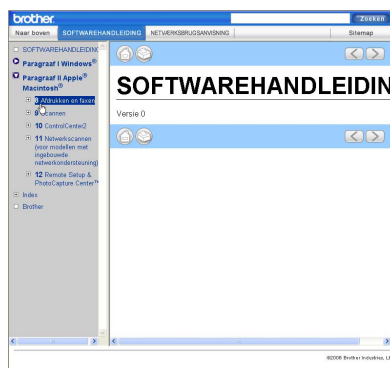 brother
Zoeken
Naar boven SOFTWAREHANDLEIDING NETVÆRKSBRUGSANVISNING Sitemap
SOFTWAREHANDLEIDING
Paragraaf I Windows®
Paragraaf II Apple®
Macintosh®
8 Afdrukken en faxen
9 Scannen
10 ControlCenter2
11 Netwerkscannen
(voor modellen met
ingebouwde
netwerkondersteuning)
12 Remote Setup &
PhotoCapture Center™
Index
Brother
SOFTWAREHANDLEIDIN
Versie 0
©2006 Brother Industries, Lt